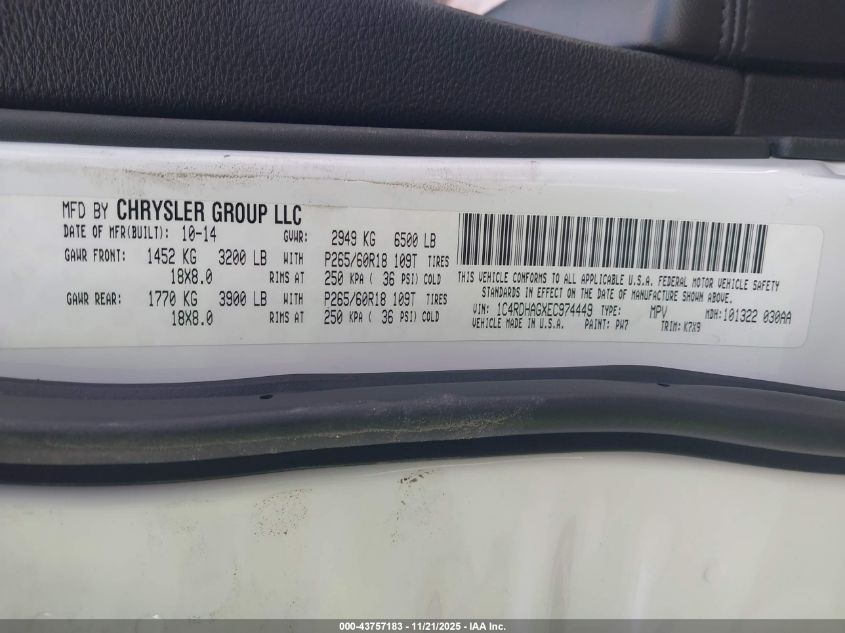 MFD BY CHRYSLER GROUP LLC
DATE OF MFR(BUILT): 10-14 GVWR: 2949 KG 6500 LB
GAWR FRONT: 1452 KG 3200 LB WITH P265/60R18 109T TIRES
18X8.0 RIMS AT 250 KPA ( 36 PSI) COLD
GAWR REAR: 1770 KG 3900 LB WITH P265/60R18 109T TIRES
18X8.0 RIMS AT 250 KPA ( 36 PSI) COLD
THIS VEHICLE CONFORMS TO ALL APPLICABLE U.S.A. FEDERAL MOTOR VEHICLE SAFETY
STANDARDS IN EFFECT ON THE DATE OF MANUFACTURE SHOWN ABOVE.
VIN: 1C4RDHAGXEC974449 TYPE: MPV MDH: 101322 030AA
VEHICLE MADE IN U.S.A. PAINT: PW7 TRIM: K7X9
000-43757183 - 11/21/2025 - IAA Inc.